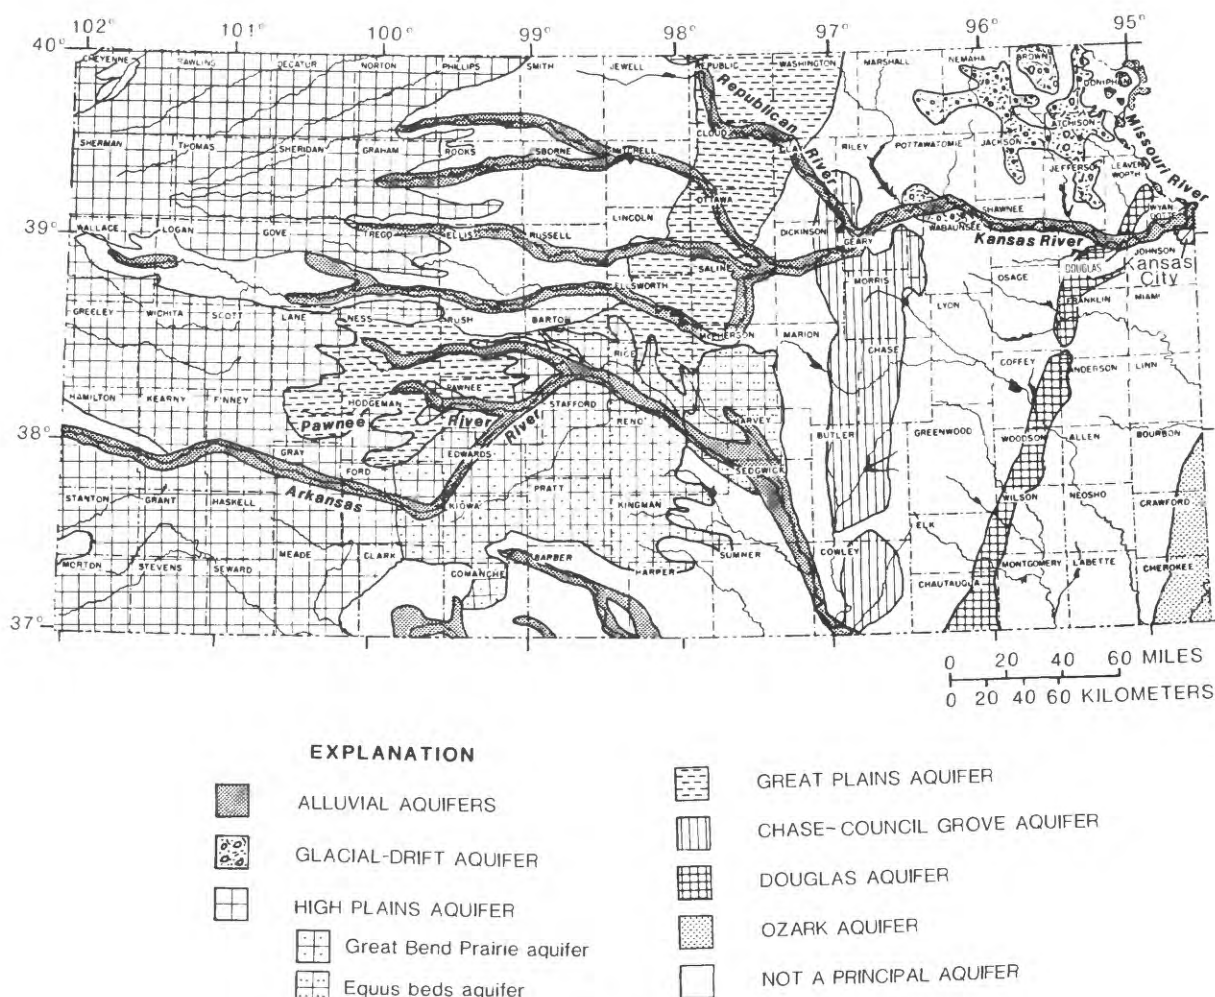 102° 101° 100° 99° 98° 97° 96° 95°
40°
CHEYENNE RAWLING DECATUR NORTON PHILLIPS SMITH JEWELL REPUBLIC WASHINGTON MARSHALL NEMAHA BROWN DONIPHAN
SHERMAN THOMAS SHERIDAN GRAHAM ROOKS OSBORNE MITCHELL CLOUD CLAY RILEY POTTAWATOMIE JACKSON ATCHISON
Republican River
Missouri River
JEFFERSON LEAVEN WORTH
OTTAWA
39°
WALLACE LOGAN GOVE TREGO ELLIS RUSSELL LINCOLN DICKINSON GEARY WABAUNSEE SHAWNEE WYAN DOTTE
Kansas River
SALINE DOUGLAS JOHNSON
Kansas City
ELLSWORTH MORRIS OSAGE FRANKLIN MIAMI
GREELEY WICHITA SCOTT LANE NESS RUSH BARTON MCPHERSON MARION CHASE LYON
RICE COFFEY ANDERSON LINN
HAMILTON KEARNY FINNEY HODGEMAN PAWNEE STAFFORD RENO HARVEY
Pawnee River
River
38°
GRAY FORD EDWARDS SEDGWICK BUTLER GREENWOOD WOODSON ALLEN BOURBON
Arkansas
STANTON GRANT HASKELL KIOWA PRATT KINGMAN ELK WILSON NEOSHO CRAWFORD
MORTON STEVENS SEWARD MEADE CLARK COMANCHE BARBER HARPER SUMNER COWLEY CHAUTAUQUA MONTGOMERY LABETTE CHEROKEE
37°
0 20 40 60 MILES
0 20 40 60 KILOMETERS
EXPLANATION
ALLUVIAL AQUIFERS
GLACIAL-DRIFT AQUIFER
HIGH PLAINS AQUIFER
Great Bend Prairie aquifer
Equus beds aquifer
GREAT PLAINS AQUIFER
CHASE-COUNCIL GROVE AQUIFER
DOUGLAS AQUIFER
OZARK AQUIFER
NOT A PRINCIPAL AQUIFER